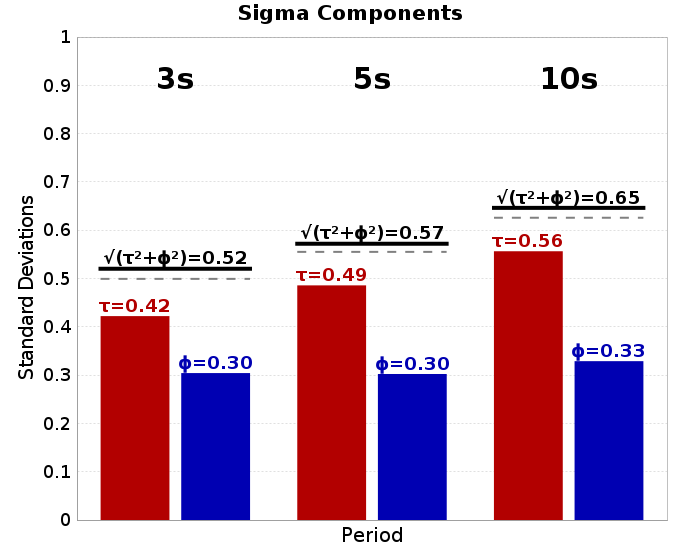 Sigma Components
1
0.9
0.8
0.7
0.6
0.5
0.4
0.3
0.2
0.1
0
Standard Deviations
3s
5s
10s
√(τ²+ϕ²)=0.52
√(τ²+ϕ²)=0.57
√(τ²+ϕ²)=0.65
τ=0.42
ϕ=0.30
τ=0.49
ϕ=0.30
τ=0.56
ϕ=0.33
Period